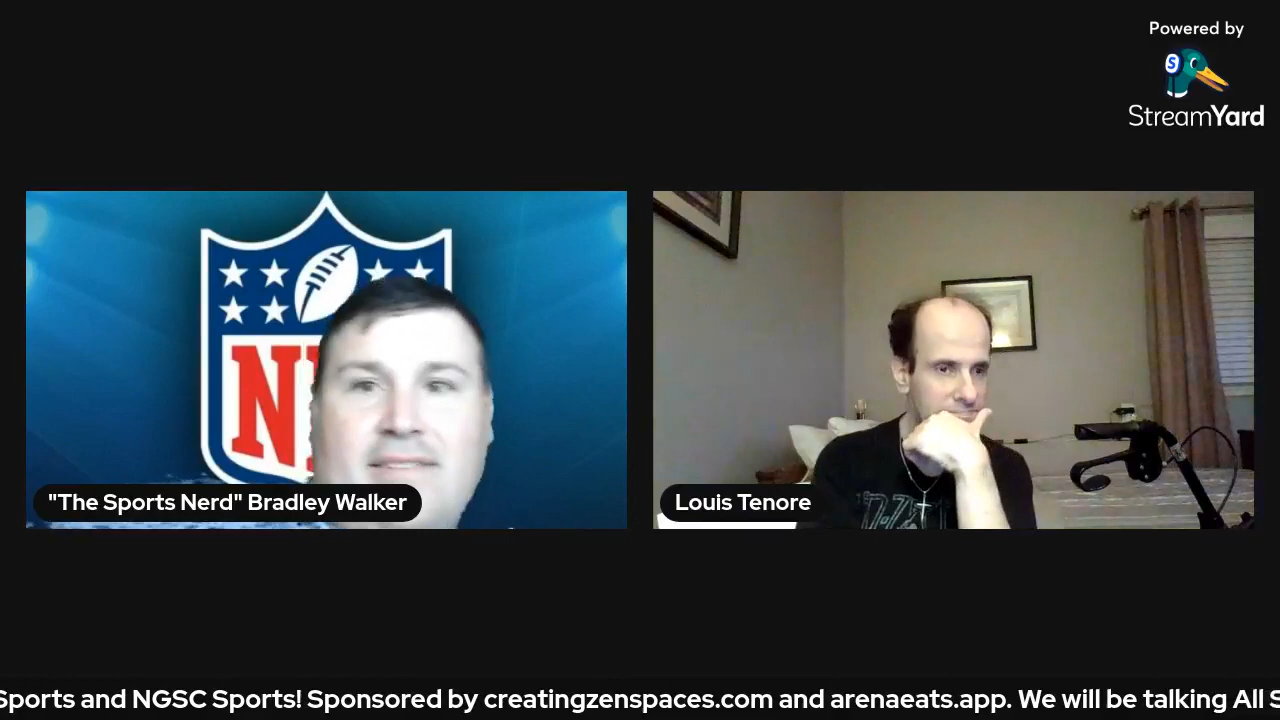 Powered by
S
StreamYard
"The Sports Nerd" Bradley Walker
Louis Tenore
Sports and NGSC Sports! Sponsored by creatingzenspaces.com and arenaeats.app. We will be talking All S